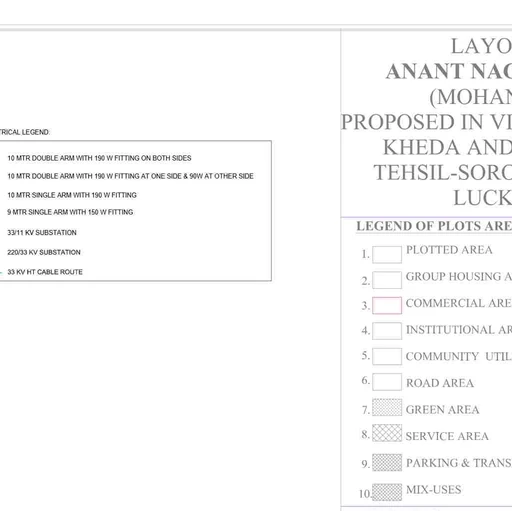 TRICAL LEGEND:
10 MTR DOUBLE ARM WITH 190 W FITTING ON BOTH SIDES
10 MTR DOUBLE ARM WITH 190 W FITTING AT ONE SIDE & 90W AT OTHER SIDE
10 MTR SINGLE ARM WITH 190 W FITTING
9 MTR SINGLE ARM WITH 150 W FITTING
33/11 KV SUBSTATION
220/33 KV SUBSTATION
33 KV HT CABLE ROUTE
LAYO
ANANT NAG
(MOHAN
PROPOSED IN VI
KHEDA AND
TEHSIL-SORO
LUCK
LEGEND OF PLOTS ARE
1. PLOTTED AREA
2. GROUP HOUSING A
3. COMMERCIAL ARE
4. INSTITUTIONAL AR
5. COMMUNITY UTIL
6. ROAD AREA
7. GREEN AREA
8. SERVICE AREA
9. PARKING & TRANS
10. MIX-USES